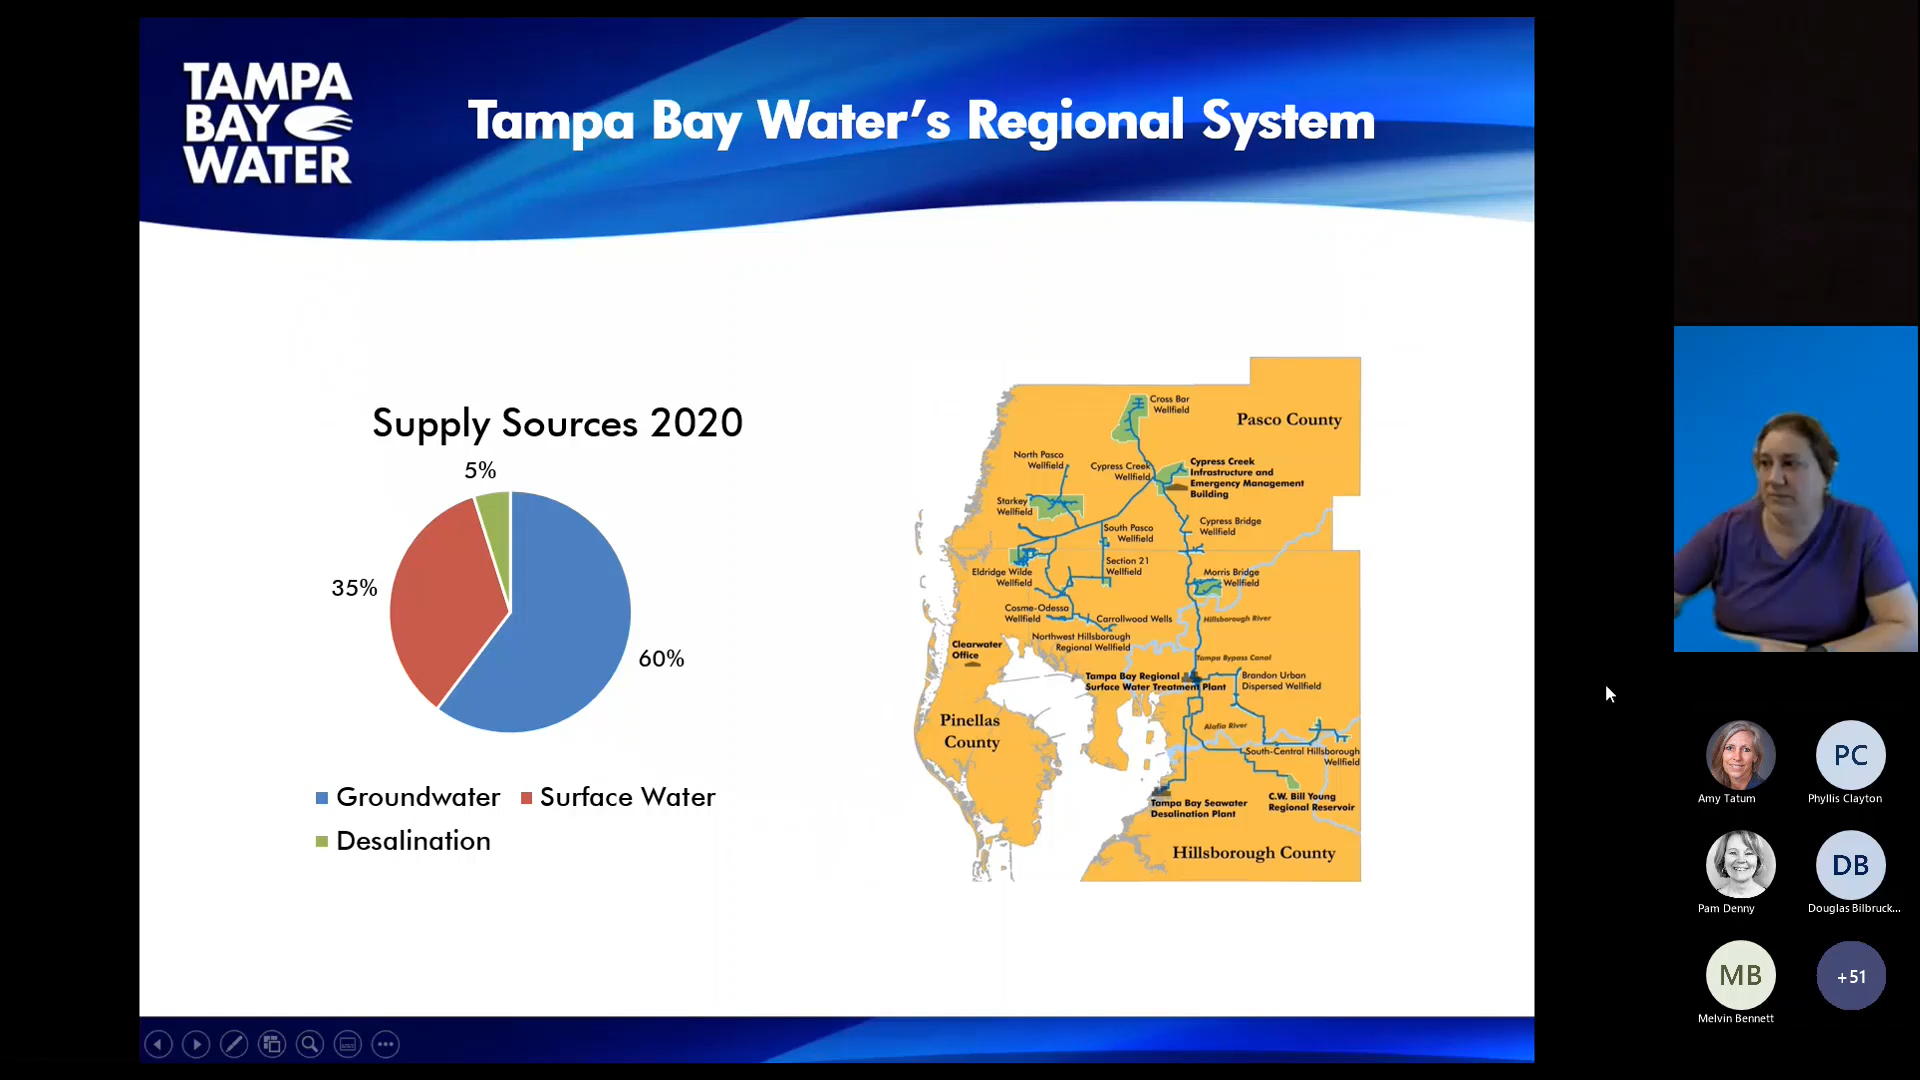 TAMPA
BAY
WATER
Tampa Bay Water's Regional System
Supply Sources 2020
5%
35%
60%
Groundwater
Surface Water
Desalination
Cross Bar
Wellfield
Pasco County
North Pasco
Wellfield
Cypress Creek
Wellfield
Cypress Creek
Infrastructure and
Emergency Management
Building
Starkey
Wellfield
South Pasco
Wellfield
Cypress Bridge
Wellfield
Eldridge Wilde
Wellfield
Section 21
Wellfield
Morris Bridge
Wellfield
Cosme-Odessa
Wellfield
Carrollwood Wells
Hillsborough River
Northwest Hillsborough
Regional Wellfield
Clearwater
Office
Tampa Bypass Canal
Tampa Bay Regional
Surface Water Treatment Plant
Brandon Urban
Dispersed Wellfield
Pinellas
County
Alafia River
South-Central Hillsborough
Wellfield
Tampa Bay Seawater
Desalination Plant
C.W. Bill Young
Regional Reservoir
Hillsborough County
PC
Amy Tatum
Phyllis Clayton
DB
Pam Denny
Douglas Bilbruck...
MB
+51
Melvin Bennett